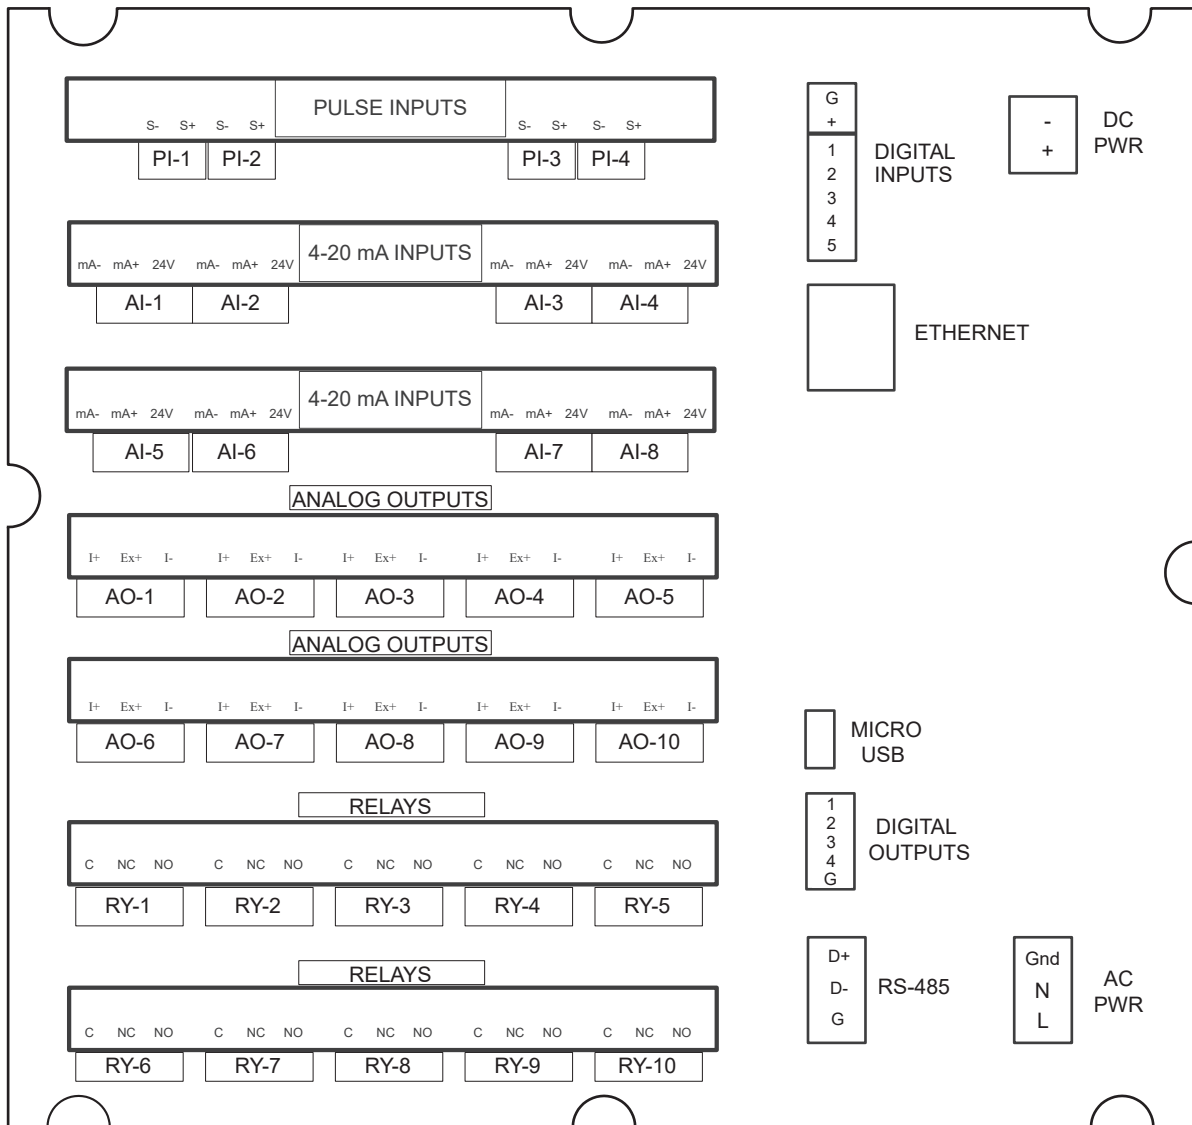 PULSE INPUTS
S- S+ S- S+ S- S+ S- S+
PI-1 PI-2 PI-3 PI-4
4-20 mA INPUTS
mA- mA+ 24V mA- mA+ 24V mA- mA+ 24V mA- mA+ 24V
AI-1 AI-2 AI-3 AI-4
4-20 mA INPUTS
mA- mA+ 24V mA- mA+ 24V mA- mA+ 24V mA- mA+ 24V
AI-5 AI-6 AI-7 AI-8
ANALOG OUTPUTS
I+ Ex+ I- I+ Ex+ I- I+ Ex+ I- I+ Ex+ I- I+ Ex+ I-
AO-1 AO-2 AO-3 AO-4 AO-5
ANALOG OUTPUTS
I+ Ex+ I- I+ Ex+ I- I+ Ex+ I- I+ Ex+ I- I+ Ex+ I-
AO-6 AO-7 AO-8 AO-9 AO-10
RELAYS
C NC NO C NC NO C NC NO C NC NO C NC NO
RY-1 RY-2 RY-3 RY-4 RY-5
RELAYS
C NC NO C NC NO C NC NO C NC NO C NC NO
RY-6 RY-7 RY-8 RY-9 RY-10
G
+
1
2
3
4
5
DIGITAL
INPUTS
-
+
DC
PWR
ETHERNET
MICRO
USB
1
2
3
4
G
DIGITAL
OUTPUTS
D+
D-
G
RS-485
Gnd
N
L
AC
PWR